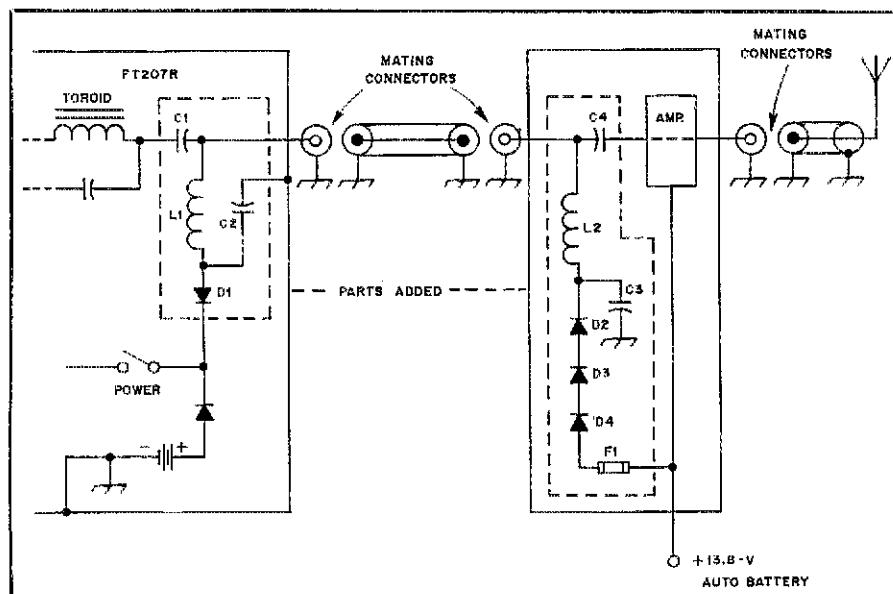 MATING
CONNECTORS
MATING
CONNECTORS
FT207R
TOROID
C1
C4
AMP.
L1
C2
L2
C3
D1
PARTS ADDED
D2
D3
D4
POWER
- +
F1
+13.8-V
AUTO BATTERY